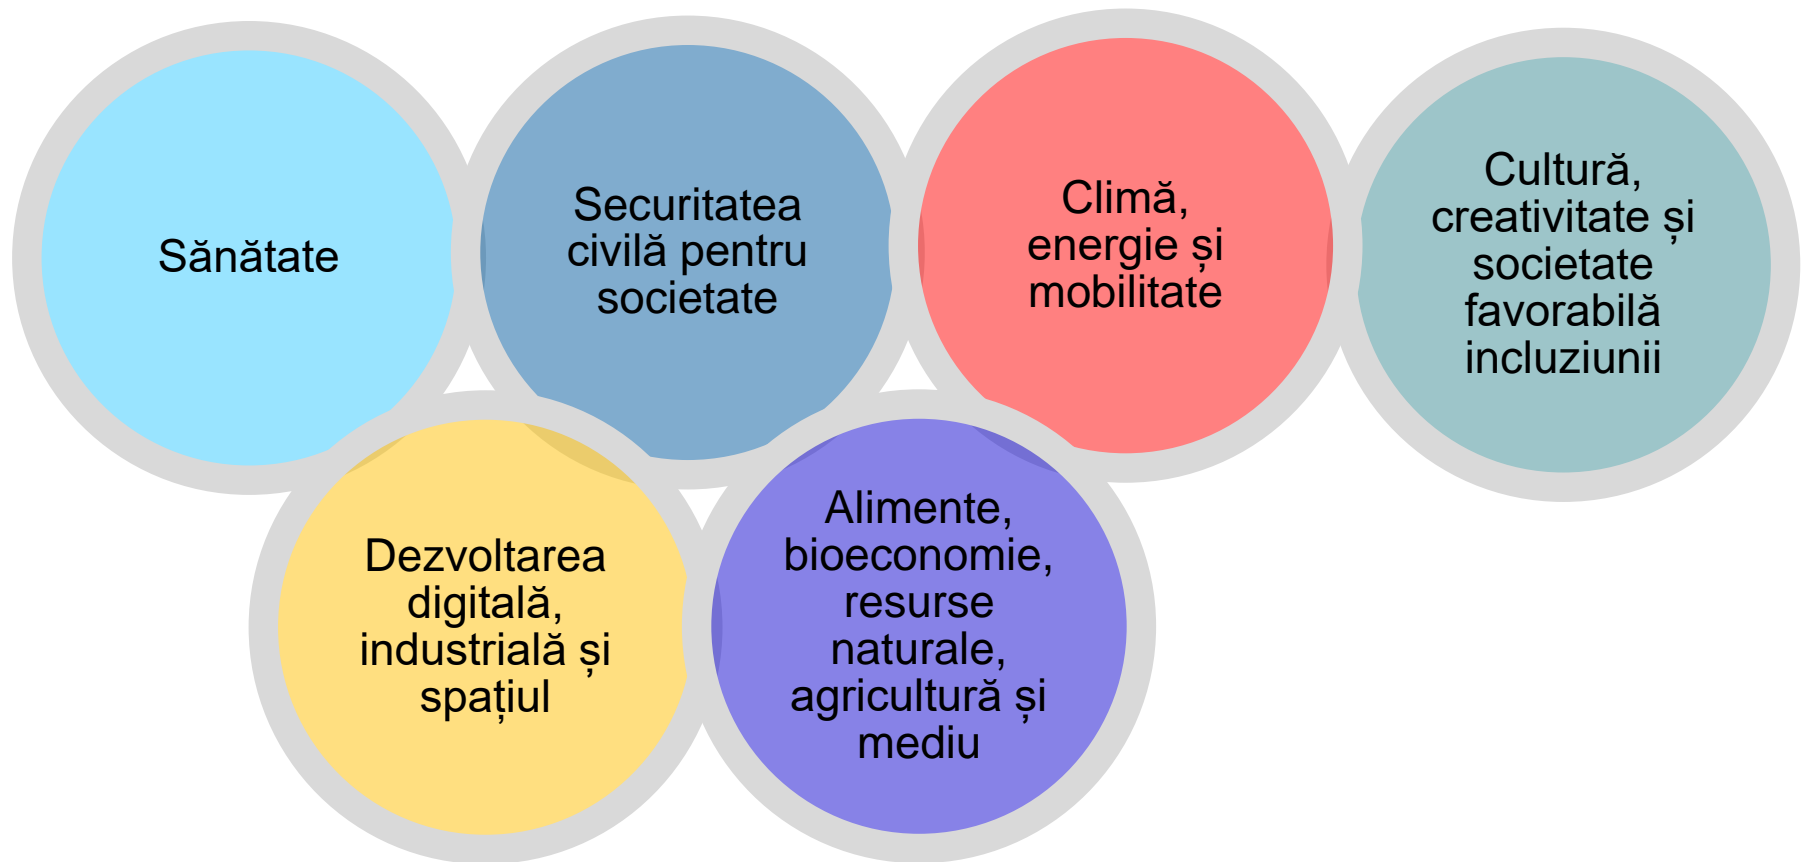 Sănătate
Securitatea
civilă pentru
societate
Climă,
energie și
mobilitate
Cultură,
creativitate și
societate
favorabilă
incluziunii
Dezvoltarea
digitală,
industrială și
spațiul
Alimente,
bioeconomie,
resurse
naturale,
agricultură și
mediu